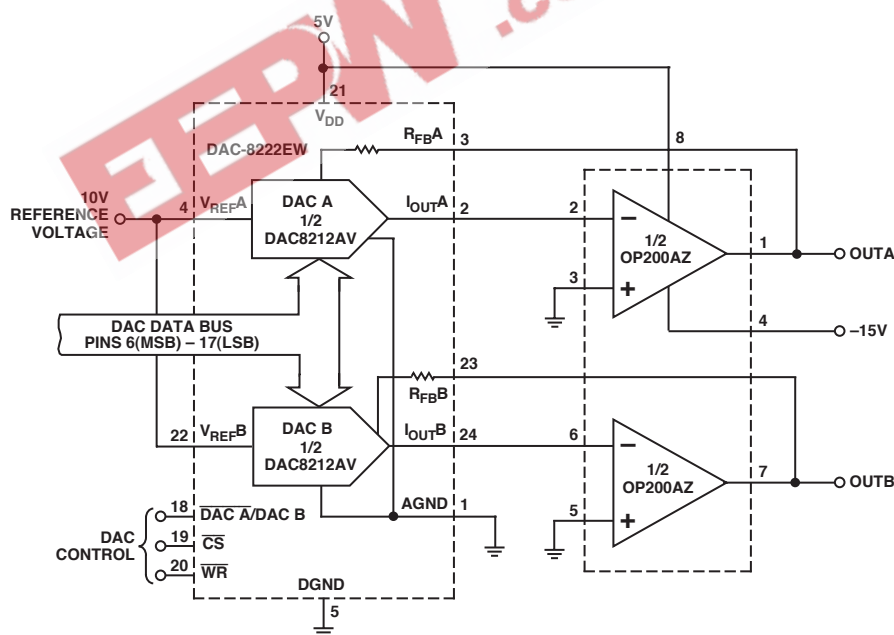 EEPW.c
5V
21
VDD
DAC-8222EW
RFBA
3
8
10V
REFERENCE
VOLTAGE
4
VREFA
DAC A
1/2
DAC8212AV
IOUTA
2
2
−
1/2
OP200AZ
1
OUTA
3
+
4
–15V
DAC DATA BUS
PINS 6(MSB) – 17(LSB)
23
RFBB
22
VREFB
DAC B
1/2
DAC8212AV
IOUTB
24
6
−
1/2
OP200AZ
7
OUTB
5
+
AGND
1
DAC
CONTROL
18
DAC A/DAC B
19
CS
20
WR
DGND
5